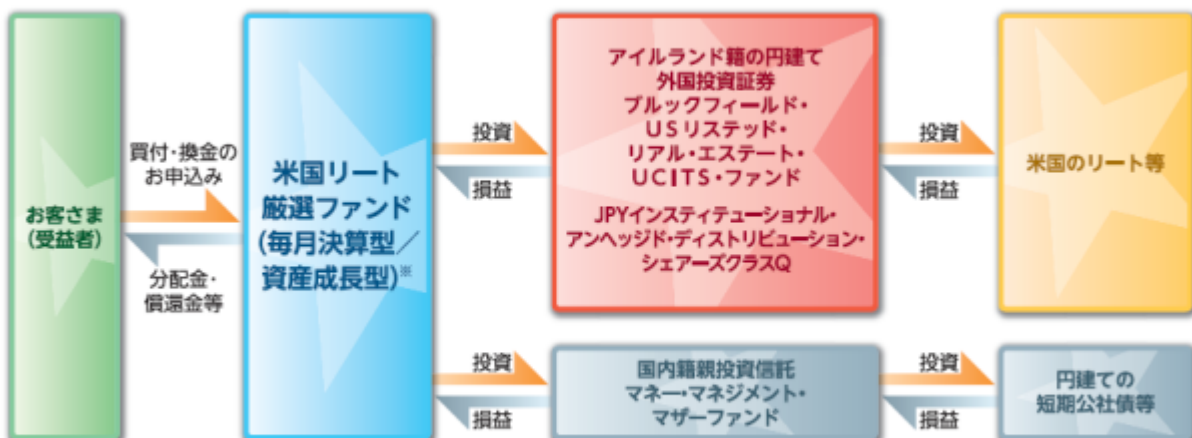 お客さま
(受益者)
買付・換金の
お申込み
分配金・
償還金等
米国リート
厳選ファンド
(毎月決算型/
資産成長型)※
投資
損益
アイルランド籍の円建て
外国投資証券
ブルックフィールド・
USリステッド・
リアル・エステート・
UCITS・ファンド
JPYインスティテューショナル・
アンヘッジド・ディストリビューション・
シェアーズクラスQ
投資
損益
米国のリート等
投資
損益
国内籍親投資信託
マネー・マネジメント・
マザーファンド
投資
損益
円建ての
短期公社債等